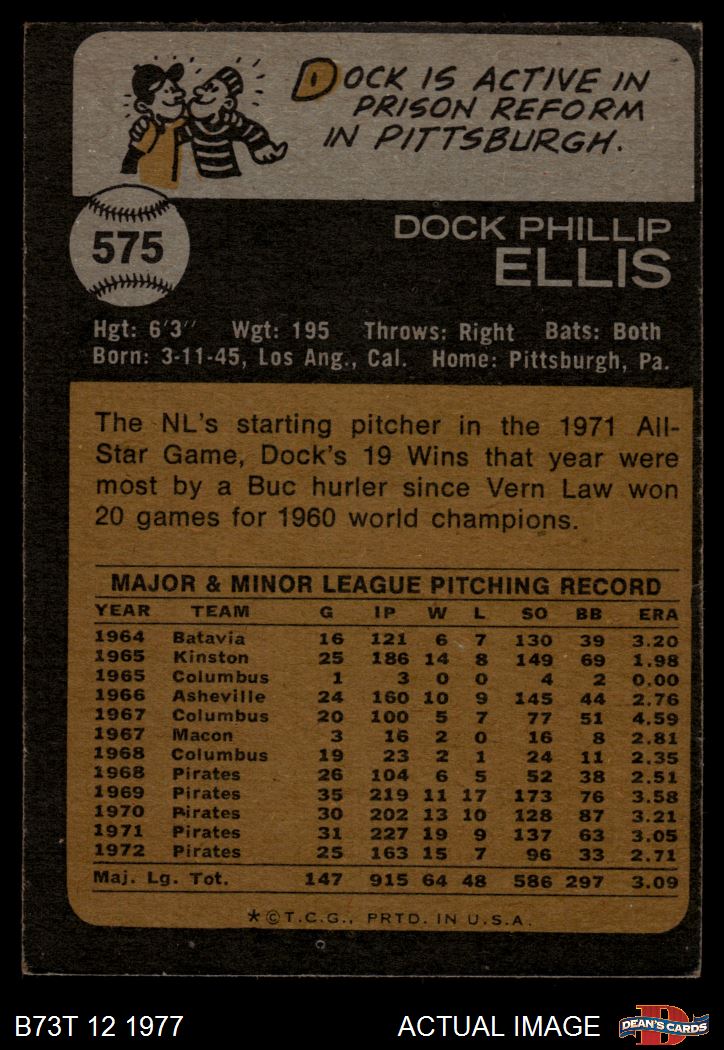 DOCK IS ACTIVE IN
PRISON REFORM
IN PITTSBURGH.
575
DOCK PHILLIP
ELLIS
Hgt: 6'3" Wgt: 195 Throws: Right Bats: Both
Born: 3-11-45, Los Ang., Cal. Home: Pittsburgh, Pa.
The NL's starting pitcher in the 1971 All-
Star Game, Dock's 19 Wins that year were
most by a Buc hurler since Vern Law won
20 games for 1960 world champions.
MAJOR & MINOR LEAGUE PITCHING RECORD
YEAR TEAM G IP W L SO BB ERA
1964 Batavia 16 121 6 7 130 39 3.20
1965 Kinston 25 186 14 8 149 69 1.98
1965 Columbus 1 3 0 0 4 2 0.00
1966 Asheville 24 160 10 9 145 44 2.76
1967 Columbus 20 100 5 7 77 51 4.59
1967 Macon 3 16 2 0 16 8 2.81
1968 Columbus 19 23 2 1 24 11 2.35
1968 Pirates 26 104 6 5 52 38 2.51
1969 Pirates 35 219 11 17 173 76 3.58
1970 Pirates 30 202 13 10 128 87 3.21
1971 Pirates 31 227 19 9 137 63 3.05
1972 Pirates 25 163 15 7 96 33 2.71
Maj. Lg. Tot. 147 915 64 48 586 297 3.09
*©T.C.G., PRTD. IN U.S.A.
B73T 12 1977 ACTUAL IMAGE D DEAN'S CARDS